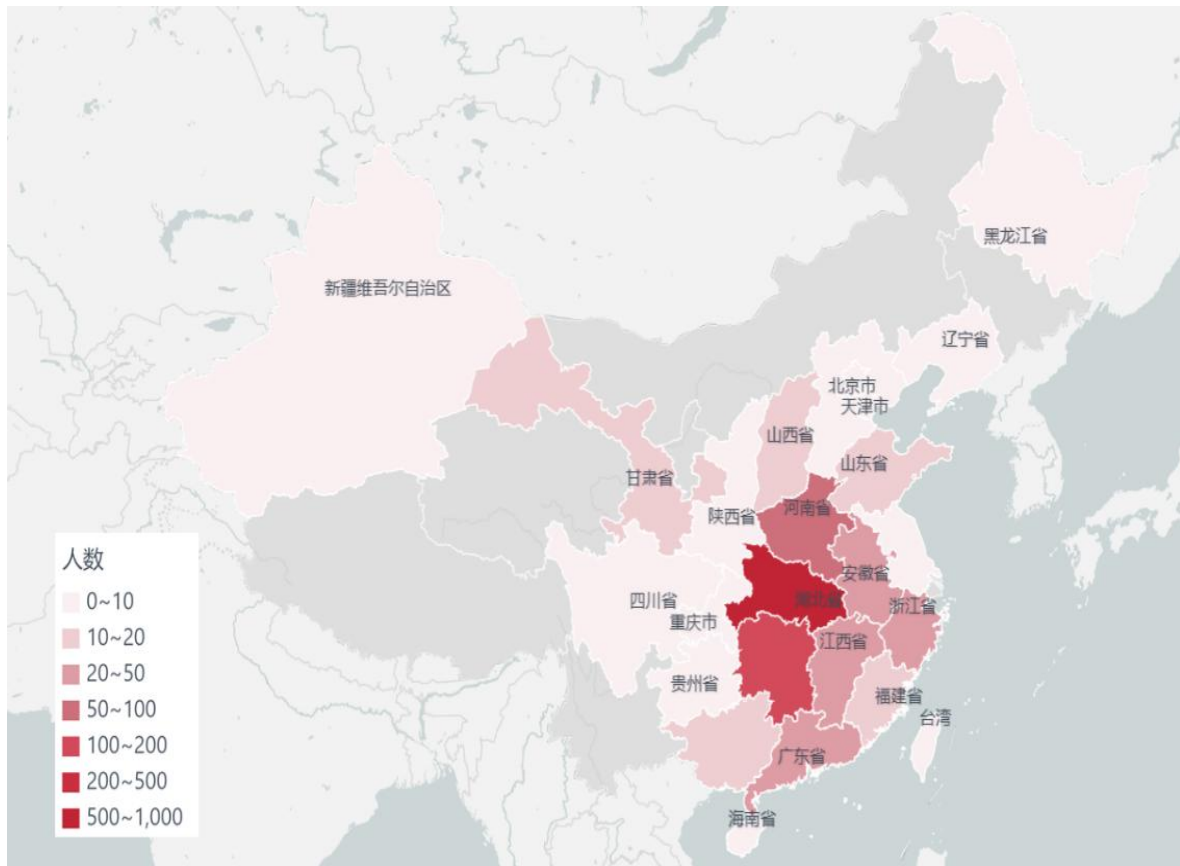 黑龙江省
新疆维吾尔自治区
辽宁省
北京市
天津市
山西省
山东省
甘肃省
河南省
陕西省
安徽省
湖北省
四川省
浙江省
重庆市
江西省
贵州省
福建省
台湾
广东省
海南省
人数
0~10
10~20
20~50
50~100
100~200
200~500
500~1,000